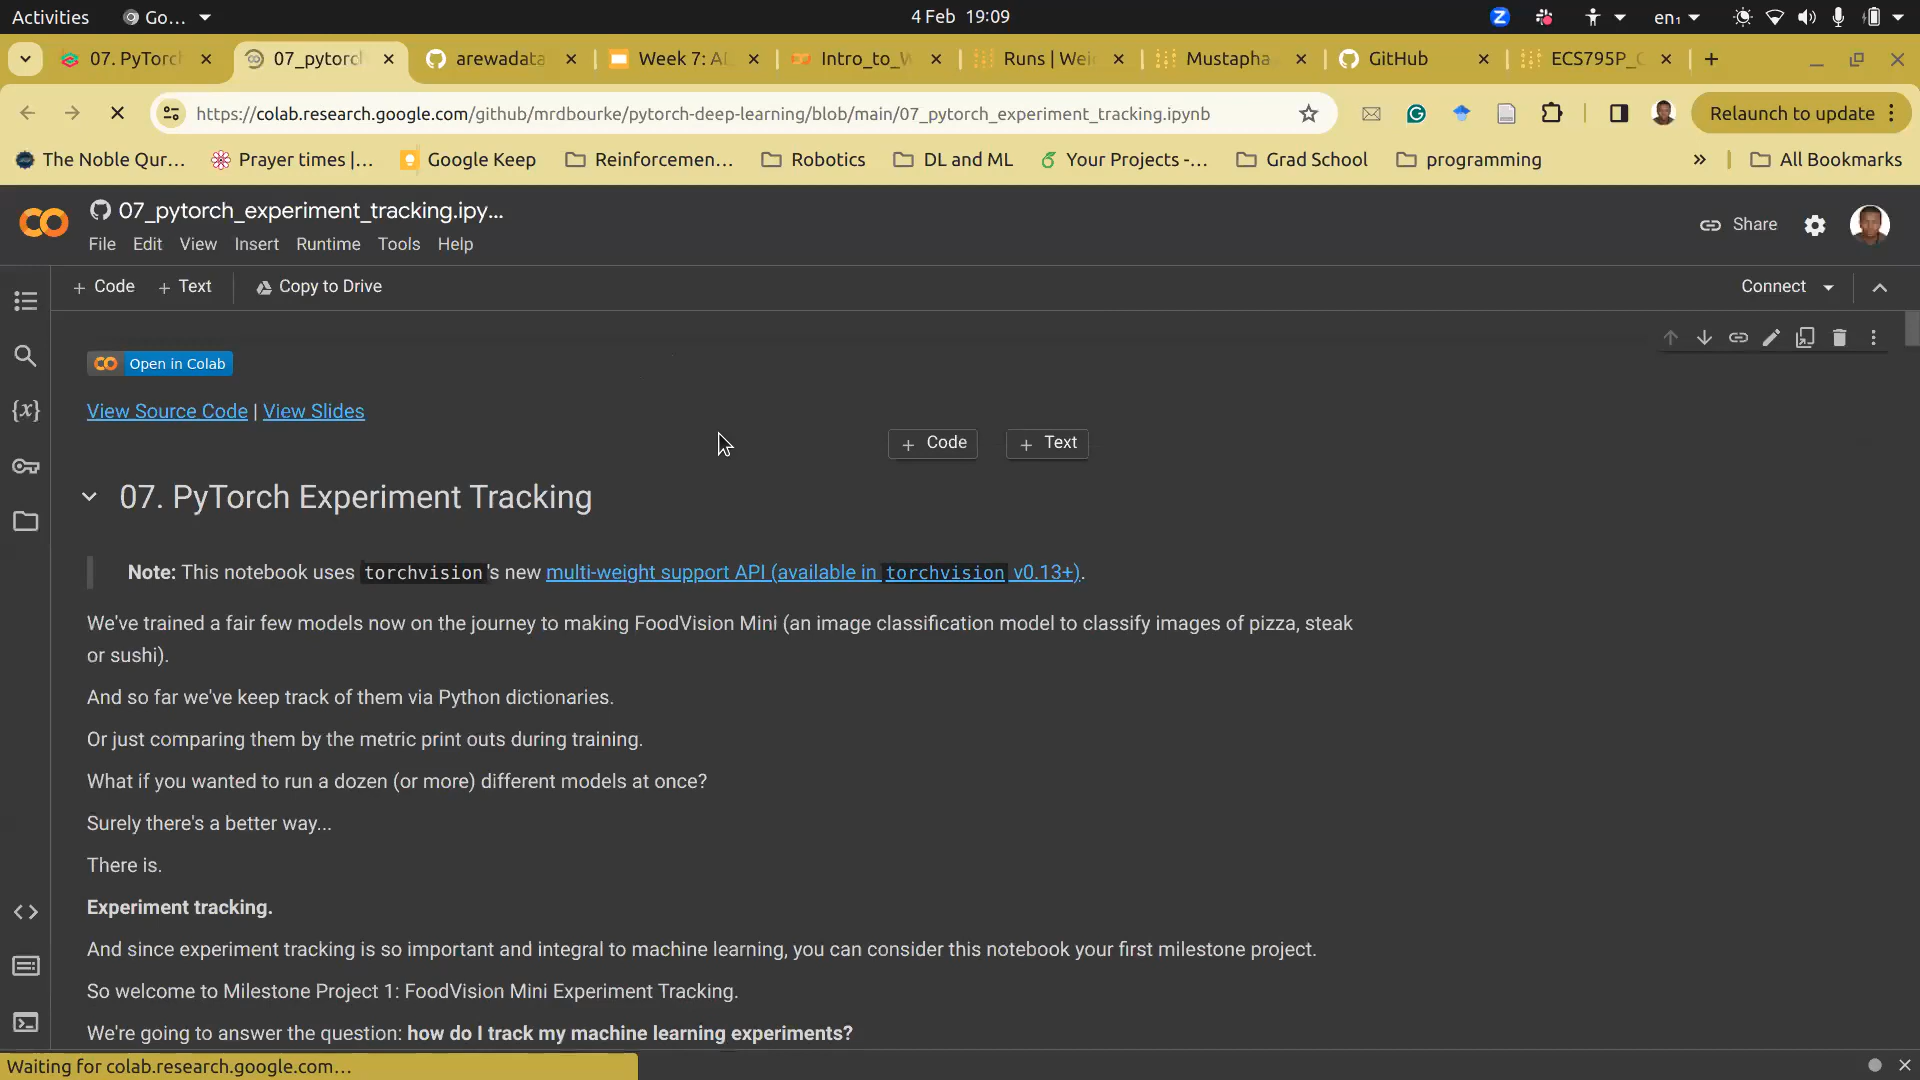 Activities
Go...
4 Feb 19:09
en₁
07. PyTorc
07_pytorc
arewadata
Week 7: A
Intro_to_W
Runs | Wei
Mustapha
GitHub
ECS795P_
https://colab.research.google.com/github/mrdbourke/pytorch-deep-learning/blob/main/07_pytorch_experiment_tracking.ipynb
Relaunch to update
The Noble Qur...
Prayer times |...
Google Keep
Reinforcemen...
Robotics
DL and ML
Your Projects -...
Grad School
programming
»
All Bookmarks
07_pytorch_experiment_tracking.ipy...
File Edit View Insert Runtime Tools Help
Share
+ Code + Text
Copy to Drive
Connect
Open in Colab
View Source Code | View Slides
+ Code + Text
07. PyTorch Experiment Tracking
Note: This notebook uses torchvision's new multi-weight support API (available in torchvision v0.13+).
We've trained a fair few models now on the journey to making FoodVision Mini (an image classification model to classify images of pizza, steak
or sushi).
And so far we've keep track of them via Python dictionaries.
Or just comparing them by the metric print outs during training.
What if you wanted to run a dozen (or more) different models at once?
Surely there's a better way...
There is.
Experiment tracking.
And since experiment tracking is so important and integral to machine learning, you can consider this notebook your first milestone project.
So welcome to Milestone Project 1: FoodVision Mini Experiment Tracking.
We're going to answer the question: how do I track my machine learning experiments?
Waiting for colab.research.google.com...